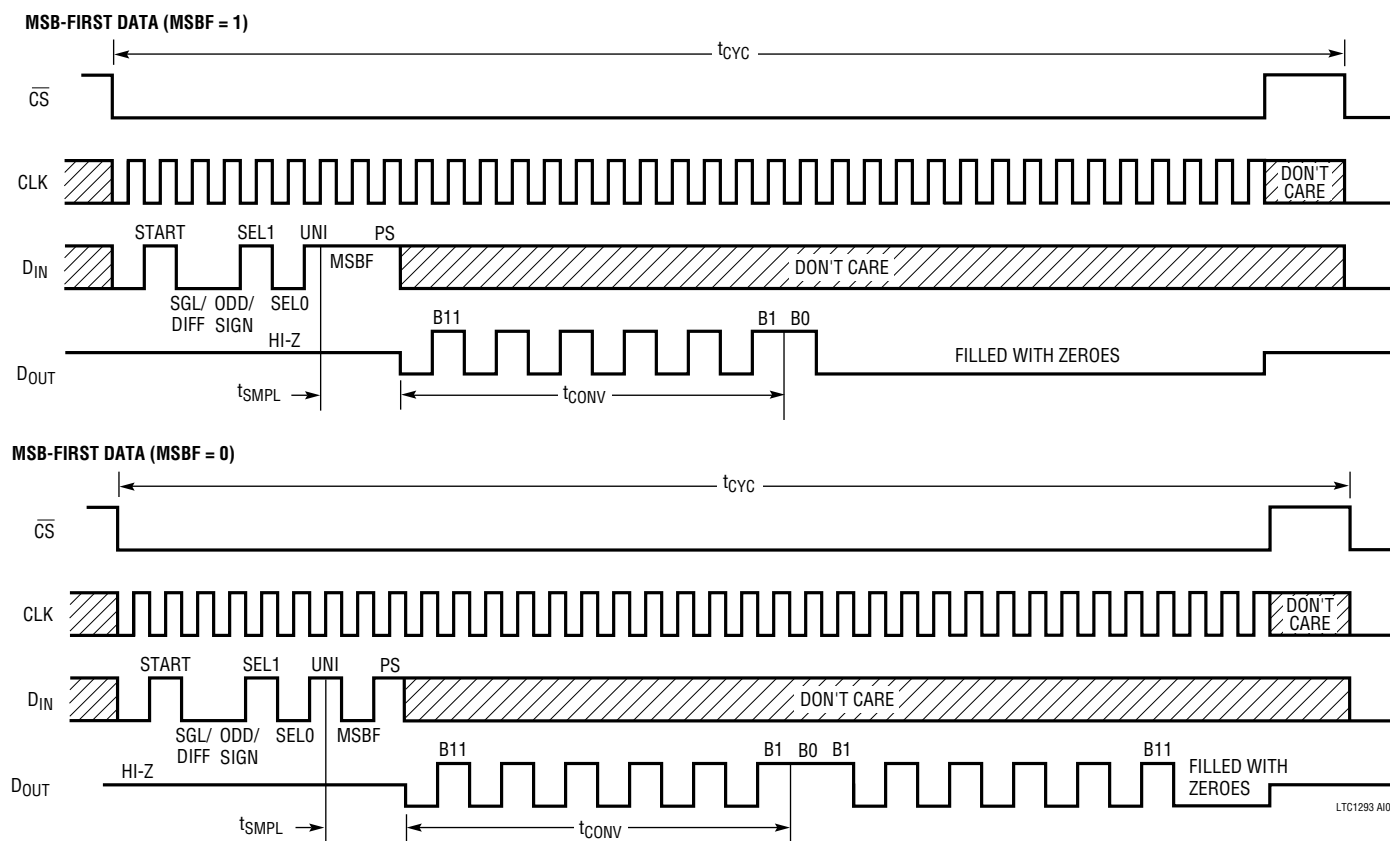 MSB-FIRST DATA (MSBF = 1)
tCYC
CS
CLK
DON'T
CARE
START
SEL1
UNI
PS
DIN
MSBF
DON'T CARE
SGL/
DIFF
ODD/
SIGN
SEL0
B11
B1
B0
HI-Z
FILLED WITH ZEROES
DOUT
tSMPL
tCONV
MSB-FIRST DATA (MSBF = 0)
tCYC
CS
CLK
DON'T
CARE
START
SEL1
UNI
PS
DIN
DON'T CARE
SGL/
DIFF
ODD/
SIGN
SEL0
MSBF
B11
B1
B0
B1
B11
HI-Z
FILLED WITH
ZEROES
DOUT
LTC1293 AI0
tSMPL
tCONV